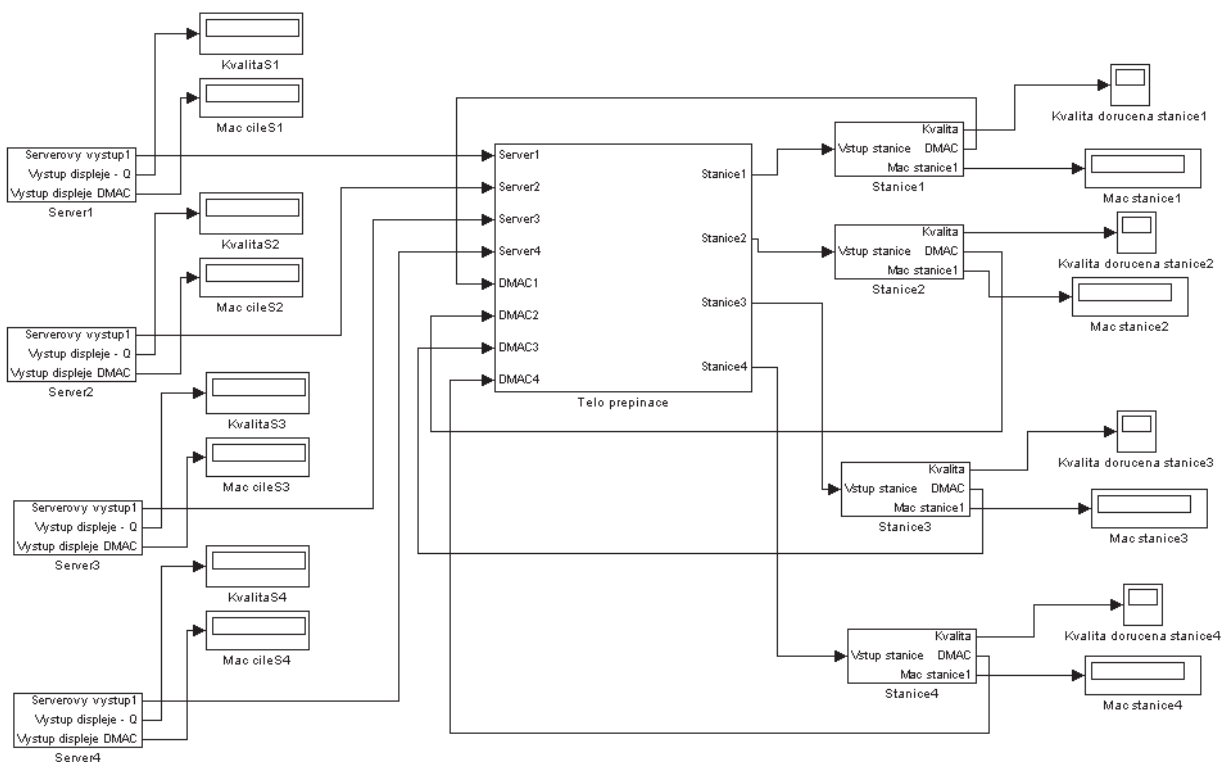 KvalitaS1
Mac cileS1
Serverovy vystup1
Vystup displeje - Q
Vystup displeje DMAC
Server1
KvalitaS2
Mac cileS2
Serverovy vystup1
Vystup displeje - Q
Vystup displeje DMAC
Server2
KvalitaS3
Mac cileS3
Serverovy vystup1
Vystup displeje - Q
Vystup displeje DMAC
Server3
KvalitaS4
Mac cileS4
Serverovy vystup1
Vystup displeje - Q
Vystup displeje DMAC
Server4
Server1
Server2
Server3
Server4
DMAC1
DMAC2
DMAC3
DMAC4
Stanice1
Stanice2
Stanice3
Stanice4
Telo prepinace
Kvalita
Vstup stanice DMAC
Mac stanice1
Stanice1
Kvalita dorucena stanice1
Mac stanice1
Kvalita
Vstup stanice DMAC
Mac stanice1
Stanice2
Kvalita dorucena stanice2
Mac stanice2
Kvalita
Vstup stanice DMAC
Mac stanice1
Stanice3
Kvalita dorucena stanice3
Mac stanice3
Kvalita
Vstup stanice DMAC
Mac stanice1
Stanice4
Kvalita dorucena stanice4
Mac stanice4